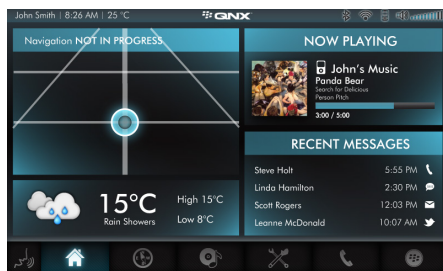 John Smith | 8:26 AM | 25 °C
QNX
Navigation NOT IN PROGRESS
NOW PLAYING
John's Music
Panda Bear
Search for Delicious
Person Pitch
3:00 / 5:00
RECENT MESSAGES
Steve Holt 5:55 PM
Linda Hamilton 2:30 PM
Scott Rogers 12:03 PM
Leanne McDonald 10:07 AM
15°C
Rain Showers
High 15°C
Low 8°C